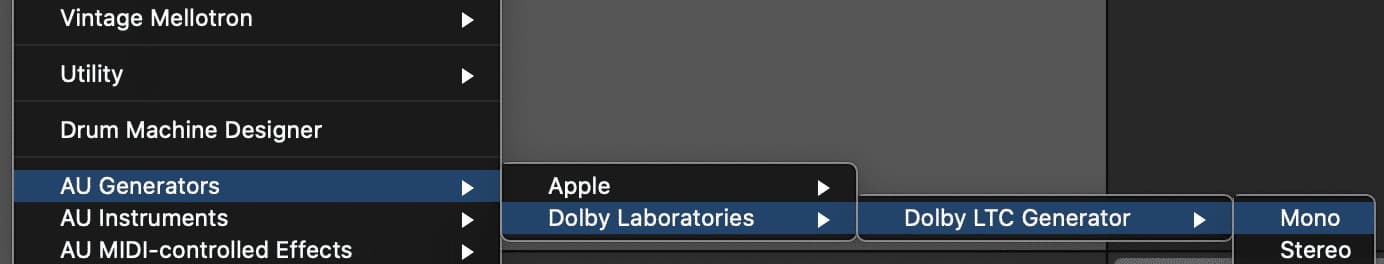 Vintage Mellotron
Utility
Drum Machine Designer
AU Generators
Apple
AU Instruments
Dolby Laboratories
Dolby LTC Generator
Mono
AU MIDI-controlled Effects
Stereo